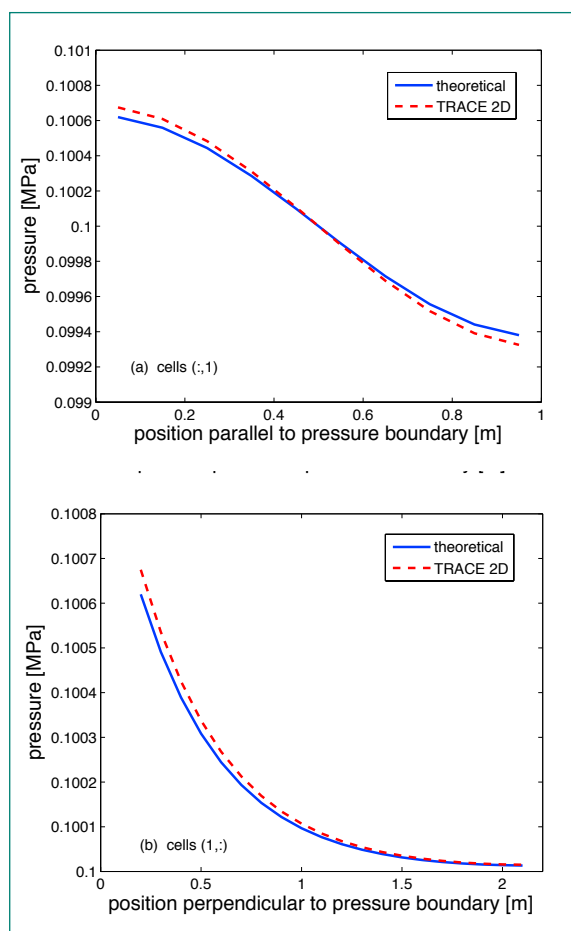 0.101
0.1008
0.1006
0.1004
0.1002
0.1
0.0998
0.0996
0.0994
0.0992
0.099
pressure [MPa]
theoretical
TRACE 2D
(a) cells (:,1)
0 0.2 0.4 0.6 0.8 1
position parallel to pressure boundary [m]
0.1008
0.1007
0.1006
0.1005
0.1004
0.1003
0.1002
0.1001
0.1
pressure [MPa]
theoretical
TRACE 2D
(b) cells (1,:)
0 0.5 1 1.5 2
position perpendicular to pressure boundary [m]